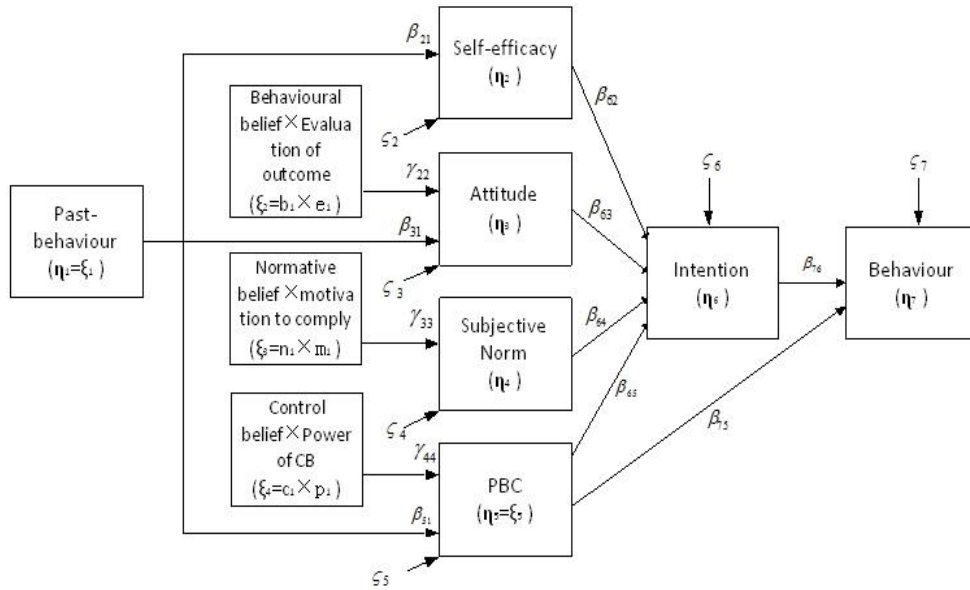 β₂₁
Self-efficacy
(η₂ )
ς₂
β₆₂
Behavioural
belief×Evalua
tion of
outcome
(ξ₂=b₁×e₁)
γ₂₂
Attitude
(η₃ )
β₃₁
ς₃
β₆₃
Past-
behaviour
(η₁=ξ₁ )
Normative
belief×motiva
tion to comply
(ξ₃=n₁×m₁)
γ₃₃
Subjective
Norm
(η₄ )
ς₄
β₆₄
Control
belief×Power
of CB
(ξ₄=c₁×p₁)
γ₄₄
PBC
(η₅=ξ₅ )
β₅₁
ς₅
β₆₅
ς₆
Intention
(η₆ )
β₇₆
β₇₅
ς₇
Behaviour
(η₇ )